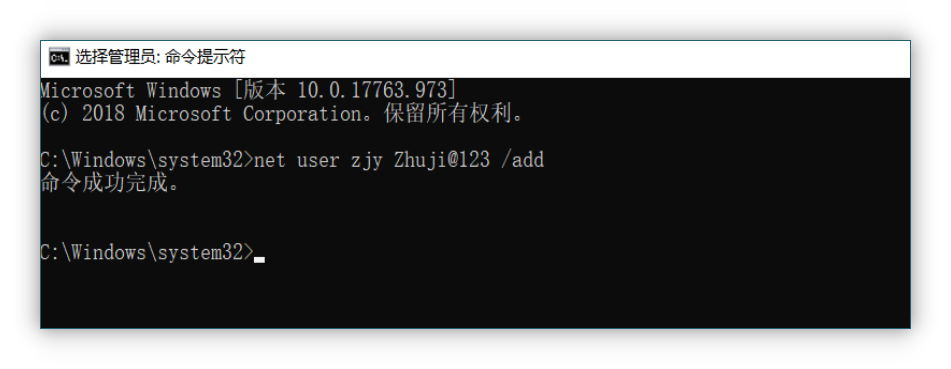 选择管理员: 命令提示符
Microsoft Windows [版本 10.0.17763.973]
(c) 2018 Microsoft Corporation。保留所有权利。
C:\Windows\system32>net user zjy Zhuji@123 /add
命令成功完成。
C:\Windows\system32>